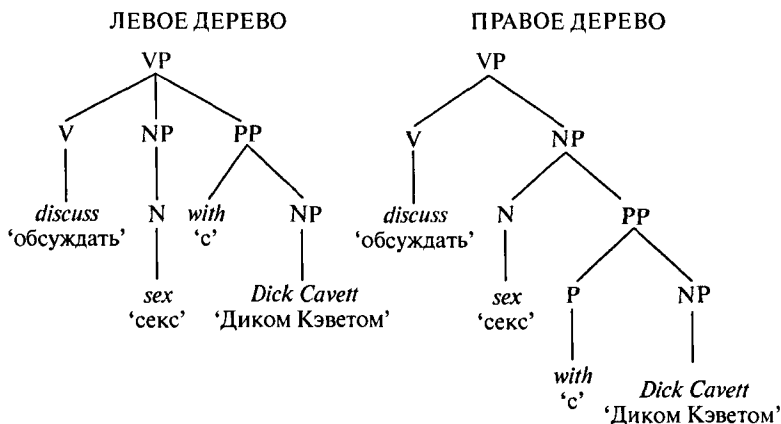 ЛЕВОЕ ДЕРЕВО ПРАВОЕ ДЕРЕВО
VP VP
V NP PP V NP
discuss N with NP discuss N PP
‘обсуждать’ ‘с’ ‘обсуждать’
sex Dick Cavett sex P NP
‘секс’ ‘Диком Кэветом’ ‘секс’
with Dick Cavett
‘с’ ‘Диком Кэветом’